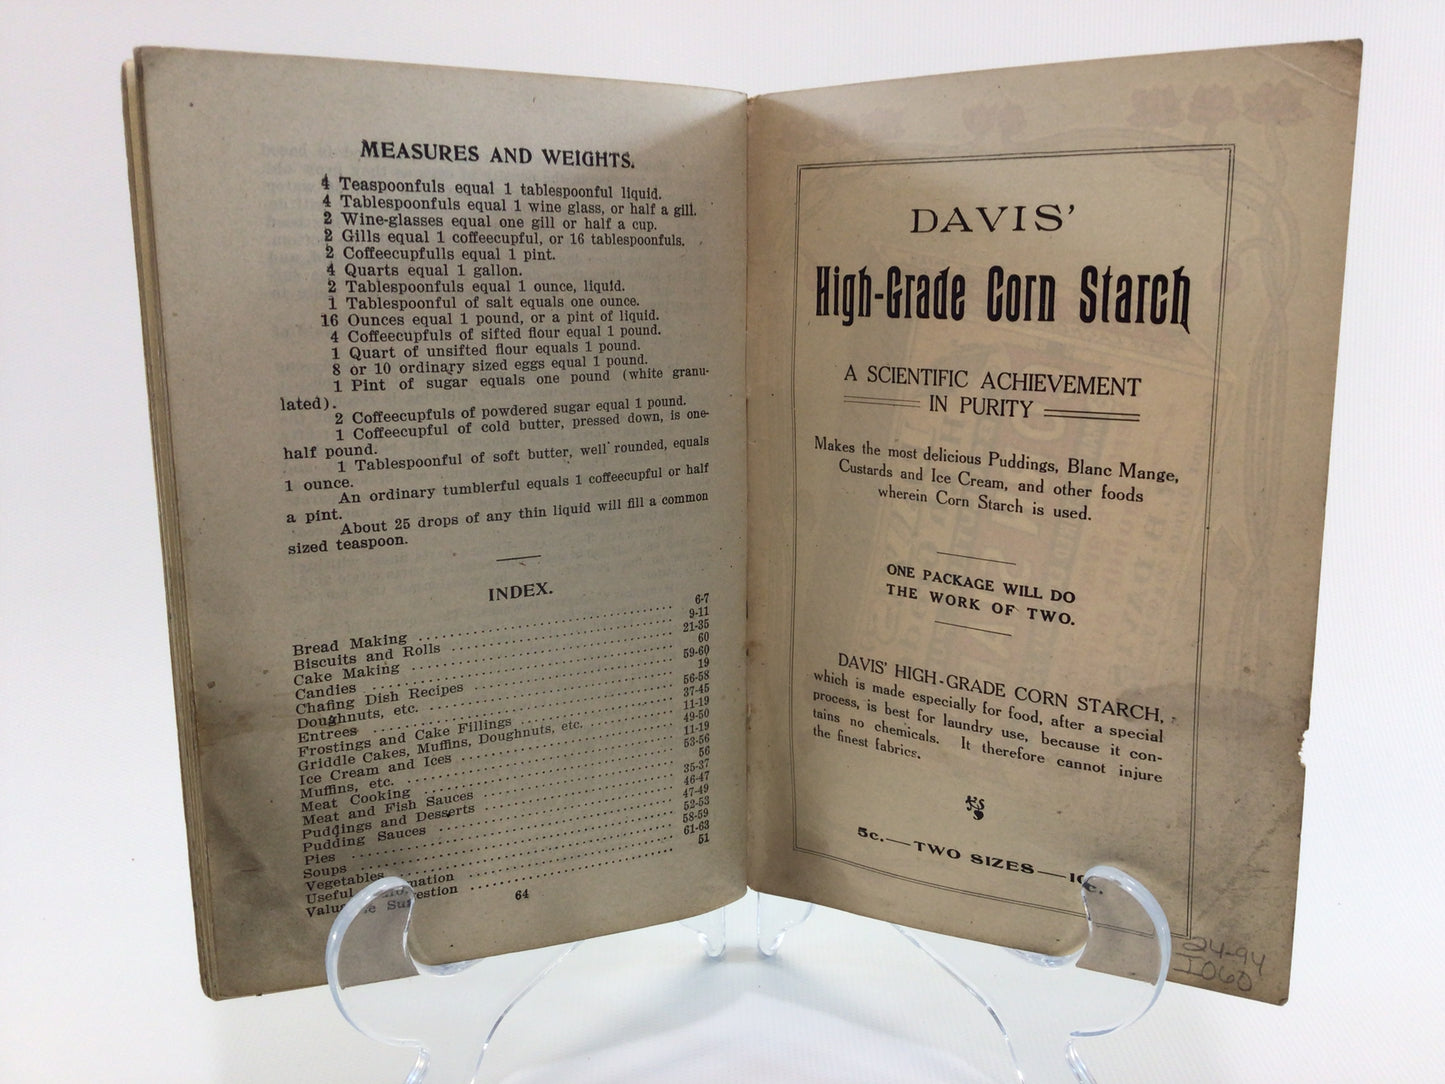 MEASURES AND WEIGHTS.
4 Teaspoonfuls equal 1 tablespoonful liquid.
4 Tablespoonfuls equal 1 wine glass, or half a gill.
2 Wine-glasses equal one gill or half a cup.
2 Gills equal 1 coffeecupful, or 16 tablespoonfuls.
2 Coffeecupfulls equal 1 pint.
4 Quarts equal 1 gallon.
2 Tablespoonfuls equal 1 ounce, liquid.
1 Tablespoonful of salt equals one ounce.
16 Ounces equal 1 pound, or a pint of liquid.
4 Coffeecupfuls of sifted flour equal 1 pound.
1 Quart of unsifted flour equals 1 pound.
8 or 10 ordinary sized eggs equal 1 pound.
1 Pint of sugar equals one pound (white granu-
lated).
2 Coffeecupfuls of powdered sugar equal 1 pound.
1 Coffeecupful of cold butter, pressed down, is one-
half pound.
1 Tablespoonful of soft butter, well rounded, equals
1 ounce.
An ordinary tumblerful equals 1 coffeecupful or half
a pint.
About 25 drops of any thin liquid will fill a common
sized teaspoon.
INDEX.
Bread Making 6-7
Biscuits and Rolls 9-11
Cake Making 21-35
Candies 60
Chafing Dish Recipes 59-60
Doughnuts, etc. 19
Entrees 56-58
Frostings and Cake Fillings 37-45
Griddle Cakes, Muffins, Doughnuts, etc. 11-19
Ice Cream and Ices 49-50
Muffins, etc. 11-19
Meat Cooking 53-56
Meat and Fish Sauces 56
Puddings and Desserts 35-37
Pudding Sauces 46-47
Pies 47-49
Soups 52-53
Vegetables 58-59
Useful 61-63
51
64
DAVIS'
High-Grade Corn Starch
A SCIENTIFIC ACHIEVEMENT
IN PURITY
Makes the most delicious Puddings, Blanc Mange,
Custards and Ice Cream, and other foods
wherein Corn Starch is used.
ONE PACKAGE WILL DO
THE WORK OF TWO.
DAVIS' HIGH-GRADE CORN STARCH,
which is made especially for food, after a special
process, is best for laundry use, because it con-
tains no chemicals. It therefore cannot injure
the finest fabrics.
5c.—TWO SIZES—10c.
24-94
I060